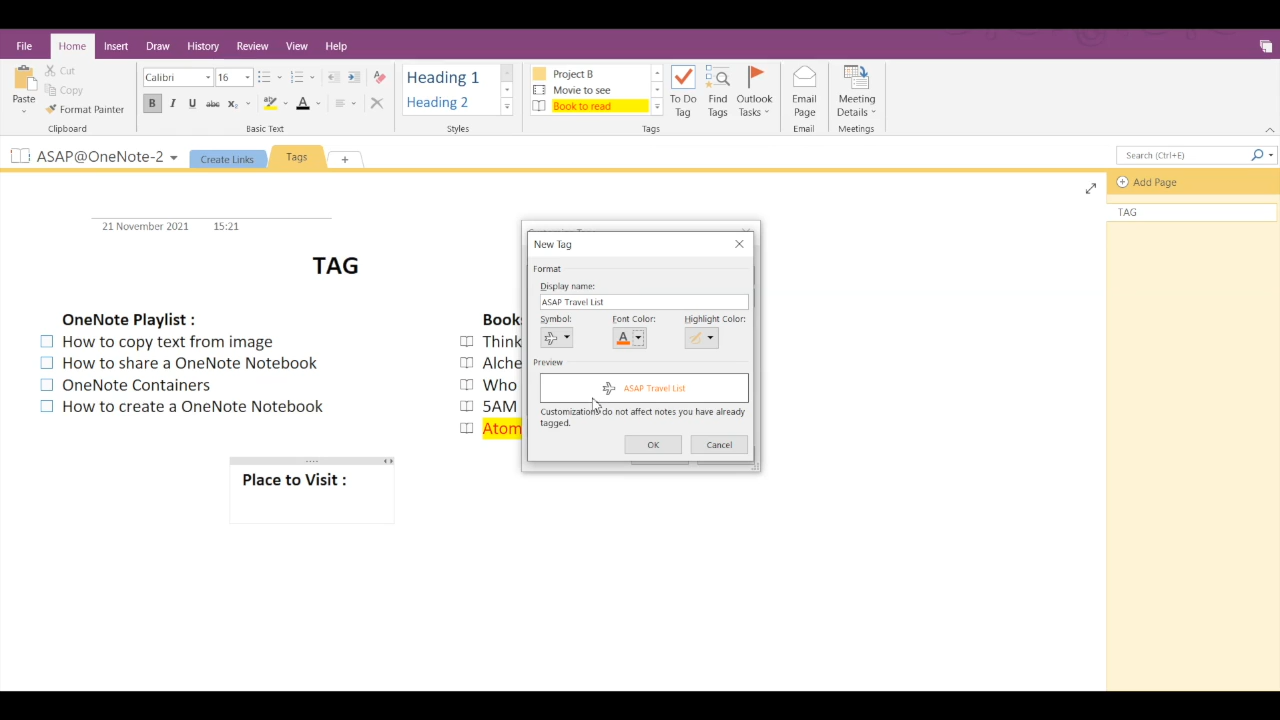 File Home Insert Draw History Review View Help
Paste
Cut
Copy
Format Painter
Clipboard
Calibri 16
B I U abc X₂ A
Basic Text
Heading 1
Heading 2
Styles
Project B
Movie to see
Book to read
Tags
To Do Tag
Find Tags
Outlook Tasks
Email Page
Email
Meeting Details
Meetings
ASAP@OneNote-2 Create Links Tags +
Search (Ctrl+E)
Add Page
TAG
21 November 2021 15:21
TAG
OneNote Playlist :
How to copy text from image
How to share a OneNote Notebook
OneNote Containers
How to create a OneNote Notebook
Books
Think
Alche
Who
5AM
Atom
Place to Visit :
New Tag
Format
Display name:
ASAP Travel List
Symbol: Font Color: Highlight Color:
A
Preview
ASAP Travel List
Customizations do not affect notes you have already
tagged.
OK Cancel